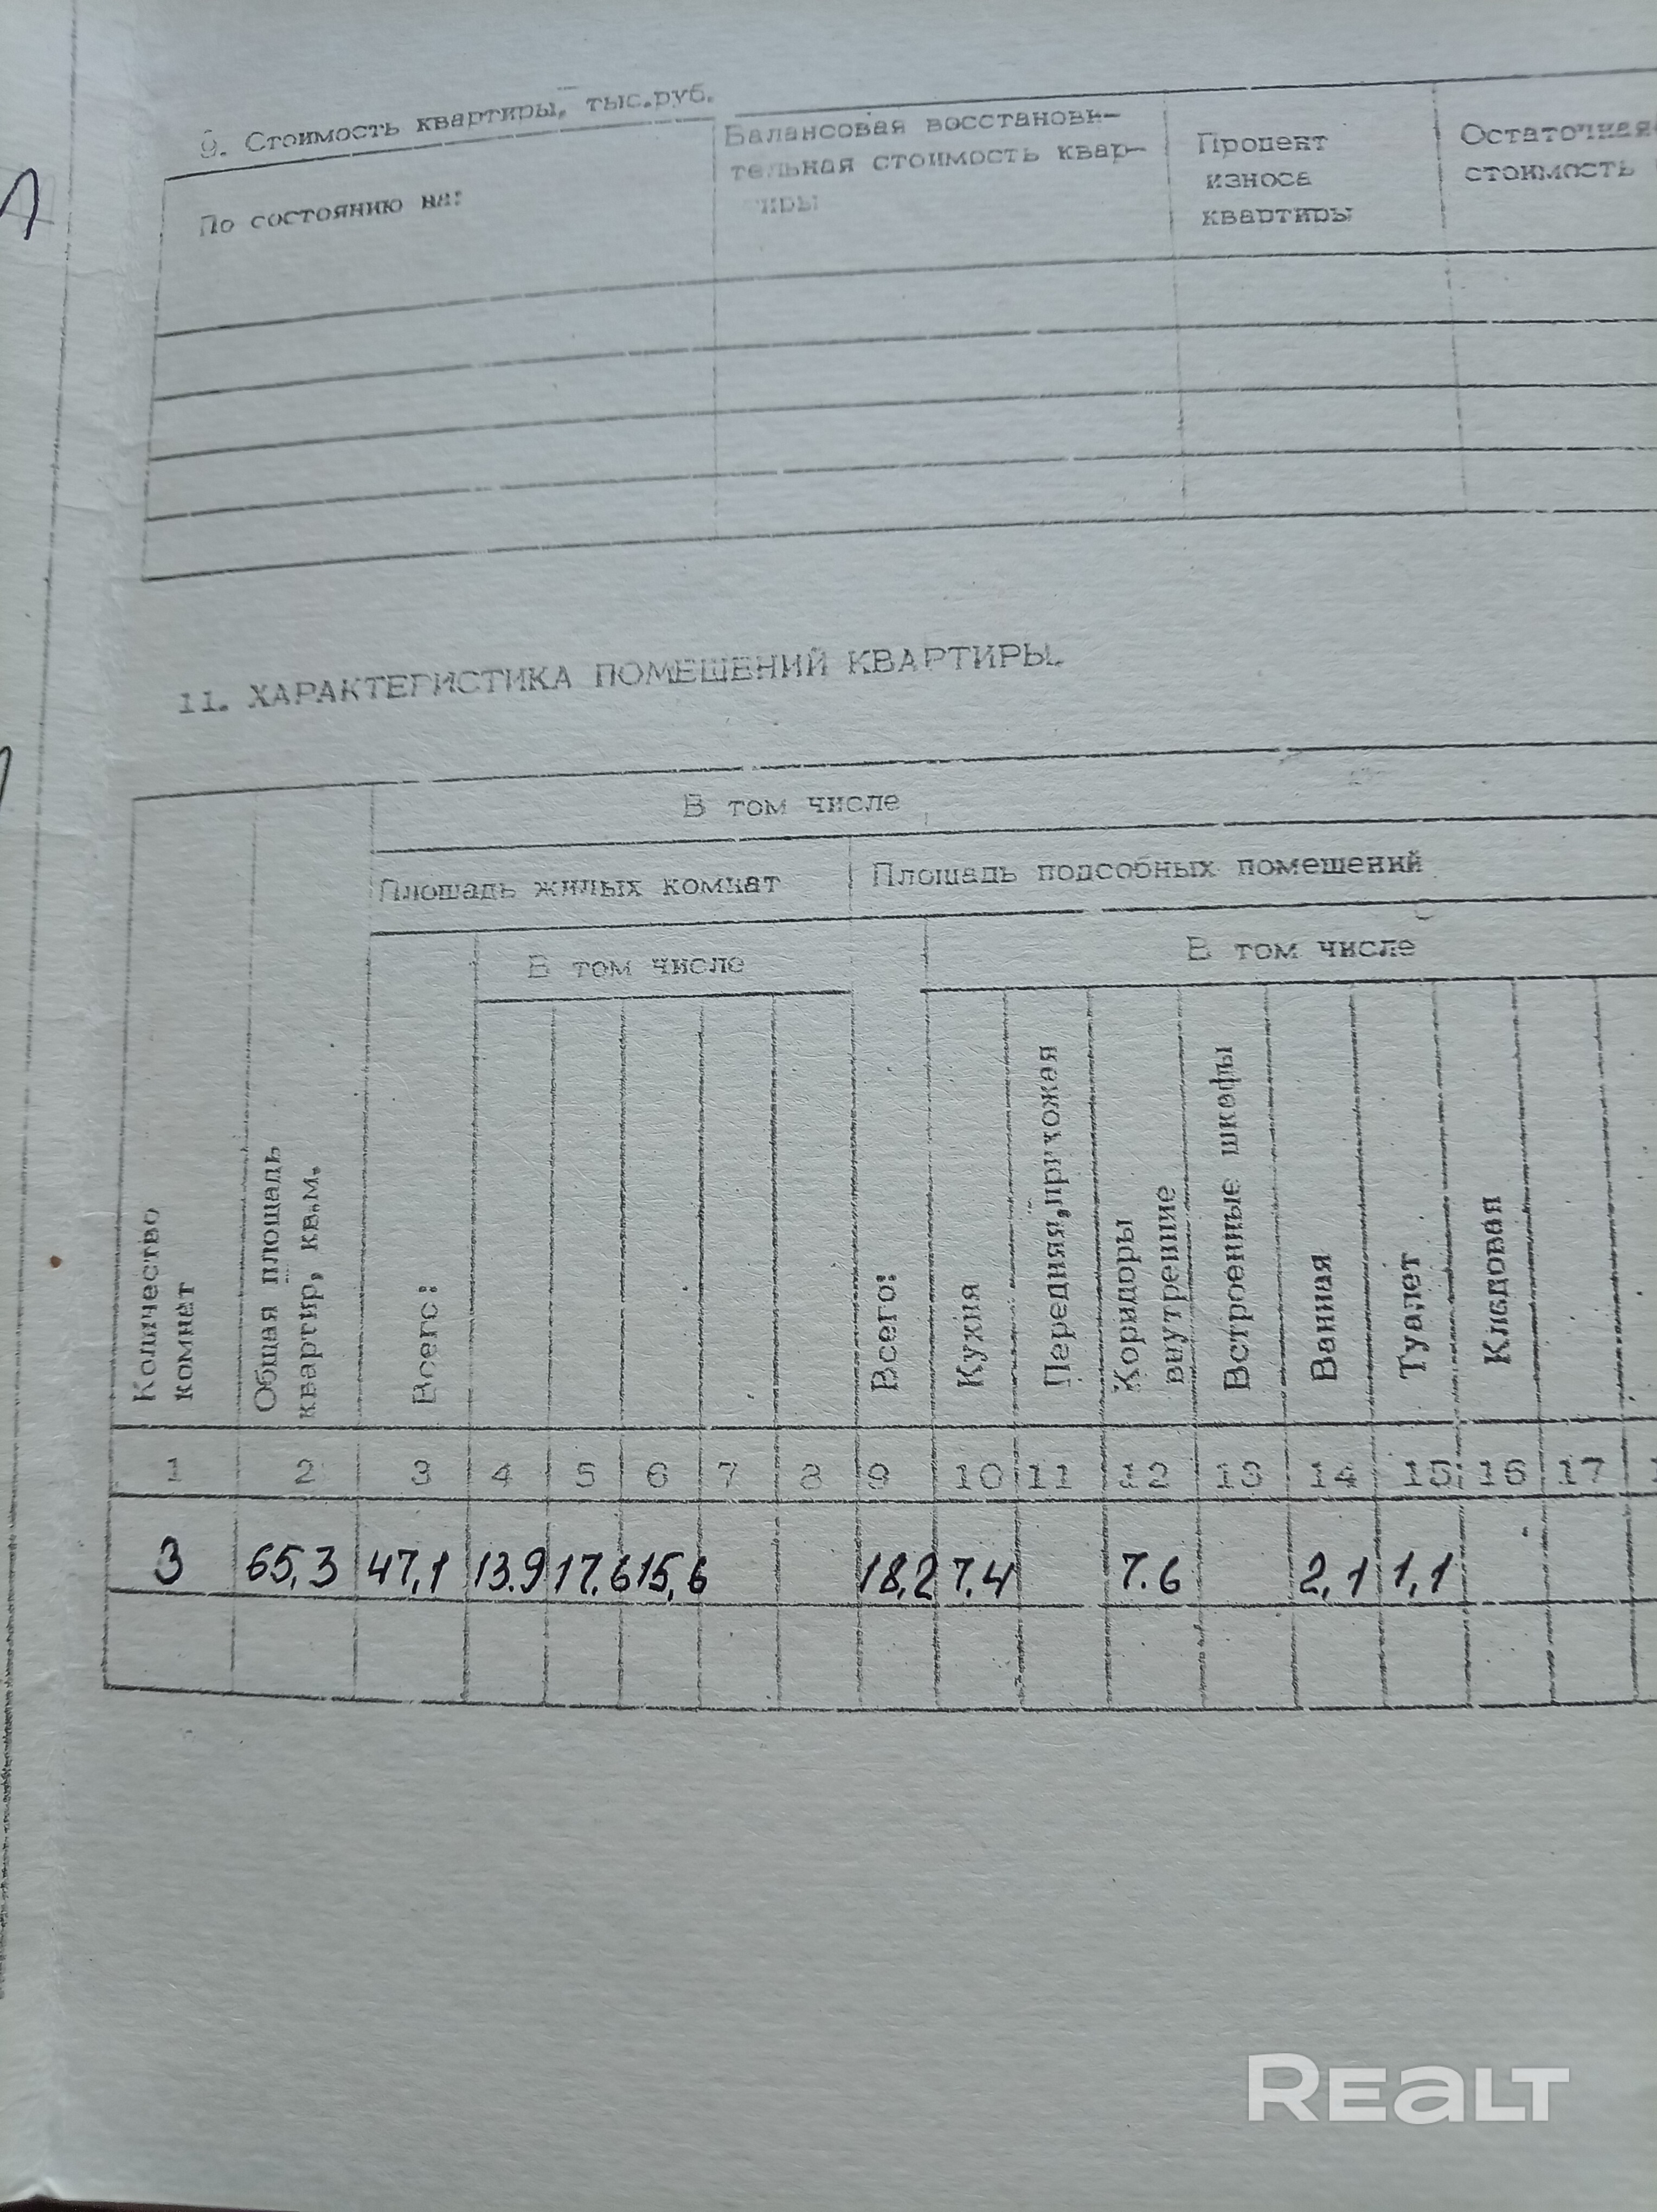 9. Стоимость квартиры, тыс.руб.
По состоянию на:
Балансовая восстанови-
тельная стоимость квар-
тиры
Процент
износа
квартиры
Остаточная
стоимость
11. ХАРАКТЕРИСТИКА ПОМЕЩЕНИЙ КВАРТИРЫ.
В том числе
Площадь жилых комнат
Площадь подсобных помещений
В том числе
В том числе
Количество
комнат
Общая площадь
квартир, кв.м.
Всего:
Всего:
Кухня
Передняя,прихожая
Коридоры
внутренние
Встроенные шкафы
Ванная
Туалет
Кладовая
1 2 3 4 5 6 7 8 9 10 11 12 13 14 15 16 17
3 65,3 47,1 13.9 17.6 15,6 18,2 7.4 7.6 2,1 1,1
REALT